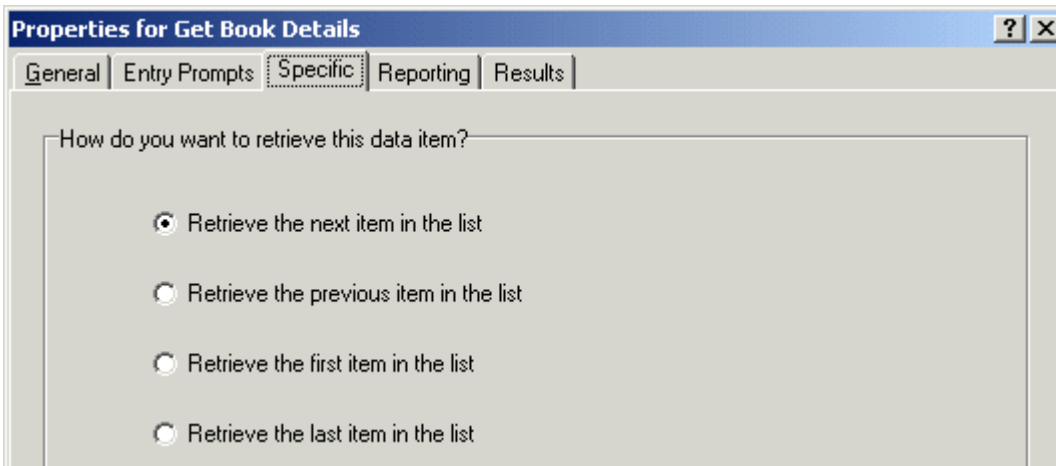 Properties for Get Book Details
General Entry Prompts Specific Reporting Results
How do you want to retrieve this data item?
Retrieve the next item in the list
Retrieve the previous item in the list
Retrieve the first item in the list
Retrieve the last item in the list